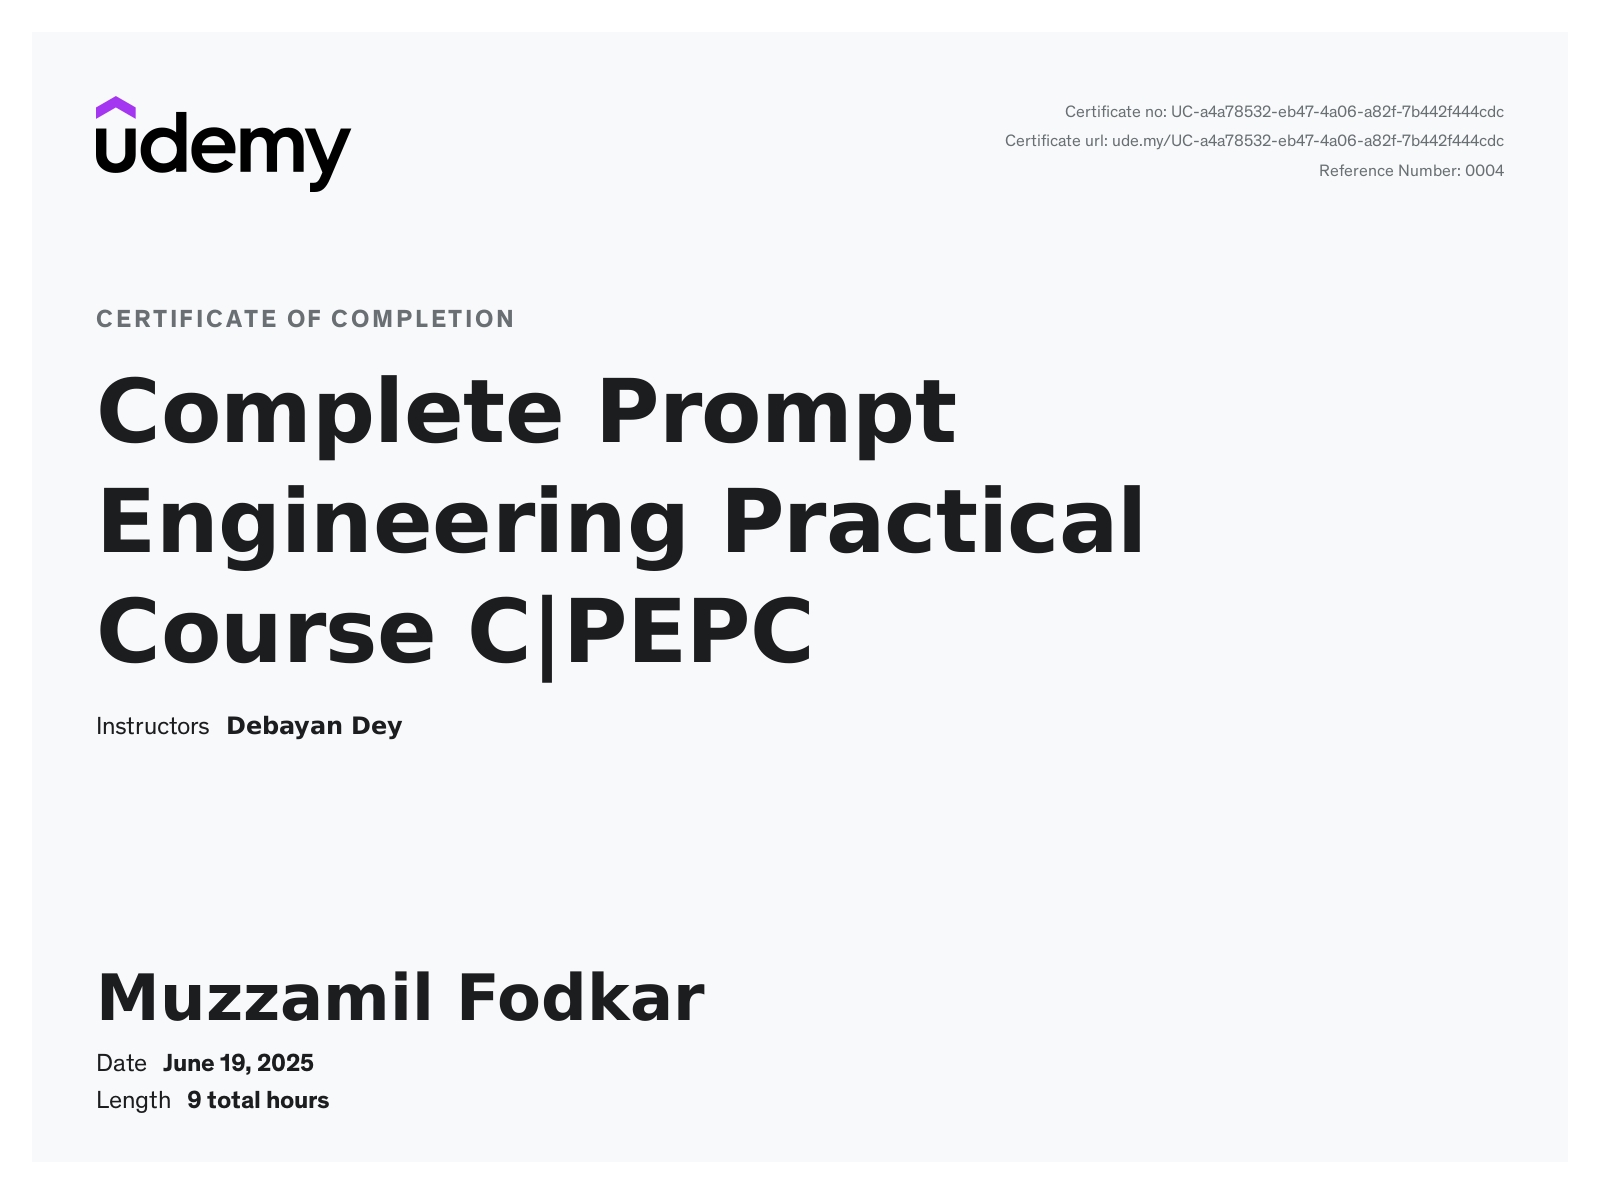 udemy
Certificate no: UC-a4a78532-eb47-4a06-a82f-7b442f444cdc
Certificate url: ude.my/UC-a4a78532-eb47-4a06-a82f-7b442f444cdc
Reference Number: 0004
CERTIFICATE OF COMPLETION
Complete Prompt
Engineering Practical
Course C|PEPC
Instructors Debayan Dey
Muzzamil Fodkar
Date June 19, 2025
Length 9 total hours